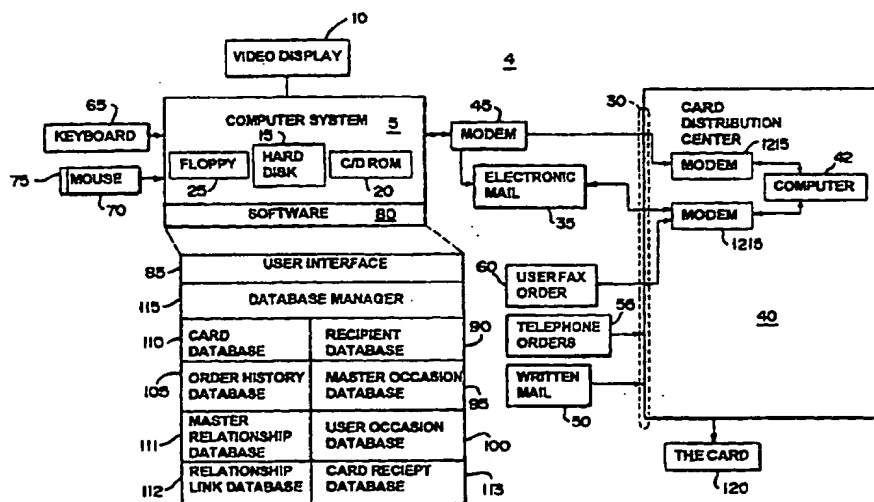 10
VIDEO DISPLAY
4
65
KEYBOARD
COMPUTER SYSTEM 5
15
FLOPPY
HARD
DISK
C/D ROM
25
20
75
MOUSE
70
SOFTWARE 80
45
MODEM
ELECTRONIC
MAIL
35
30
CARD
DISTRIBUTION
CENTER
1215
MODEM
42
COMPUTER
MODEM
1215
85
USER INTERFACE
115
DATABASE MANAGER
110
CARD
DATABASE
RECIPIENT
DATABASE
90
105
ORDER HISTORY
DATABASE
MASTER OCCASION
DATABASE
95
111
MASTER
RELATIONSHIP
DATABASE
USER OCCASION
DATABASE
100
112
RELATIONSHIP
LINK DATABASE
CARD RECIEPT
DATABASE
113
60
USER FAX
ORDER
56
TELEPHONE
ORDERS
WRITTEN
MAIL
50
40
THE CARD
120